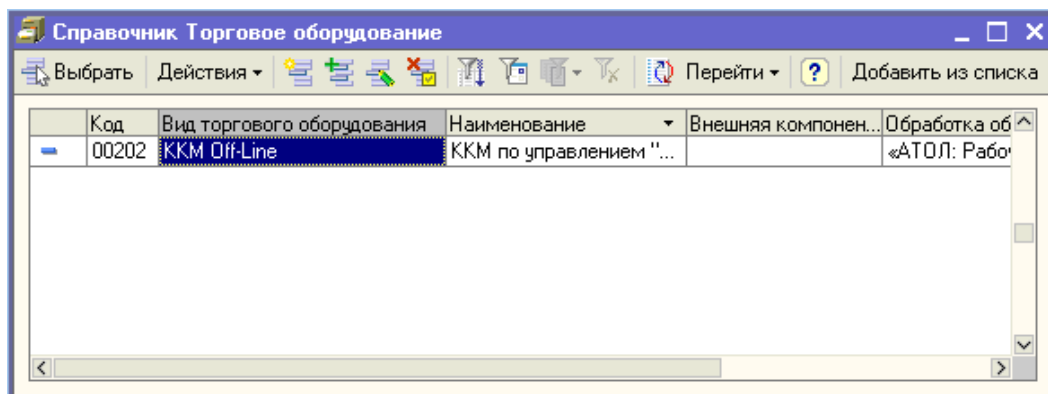 Справочник Торговое оборудование
Выбрать Действия Перейти ? Добавить из списка
Код Вид торгового оборудования Наименование Внешняя компонен... Обработка об
00202 ККМ Off-Line ККМ по управлением "... «АТОЛ: Рабо